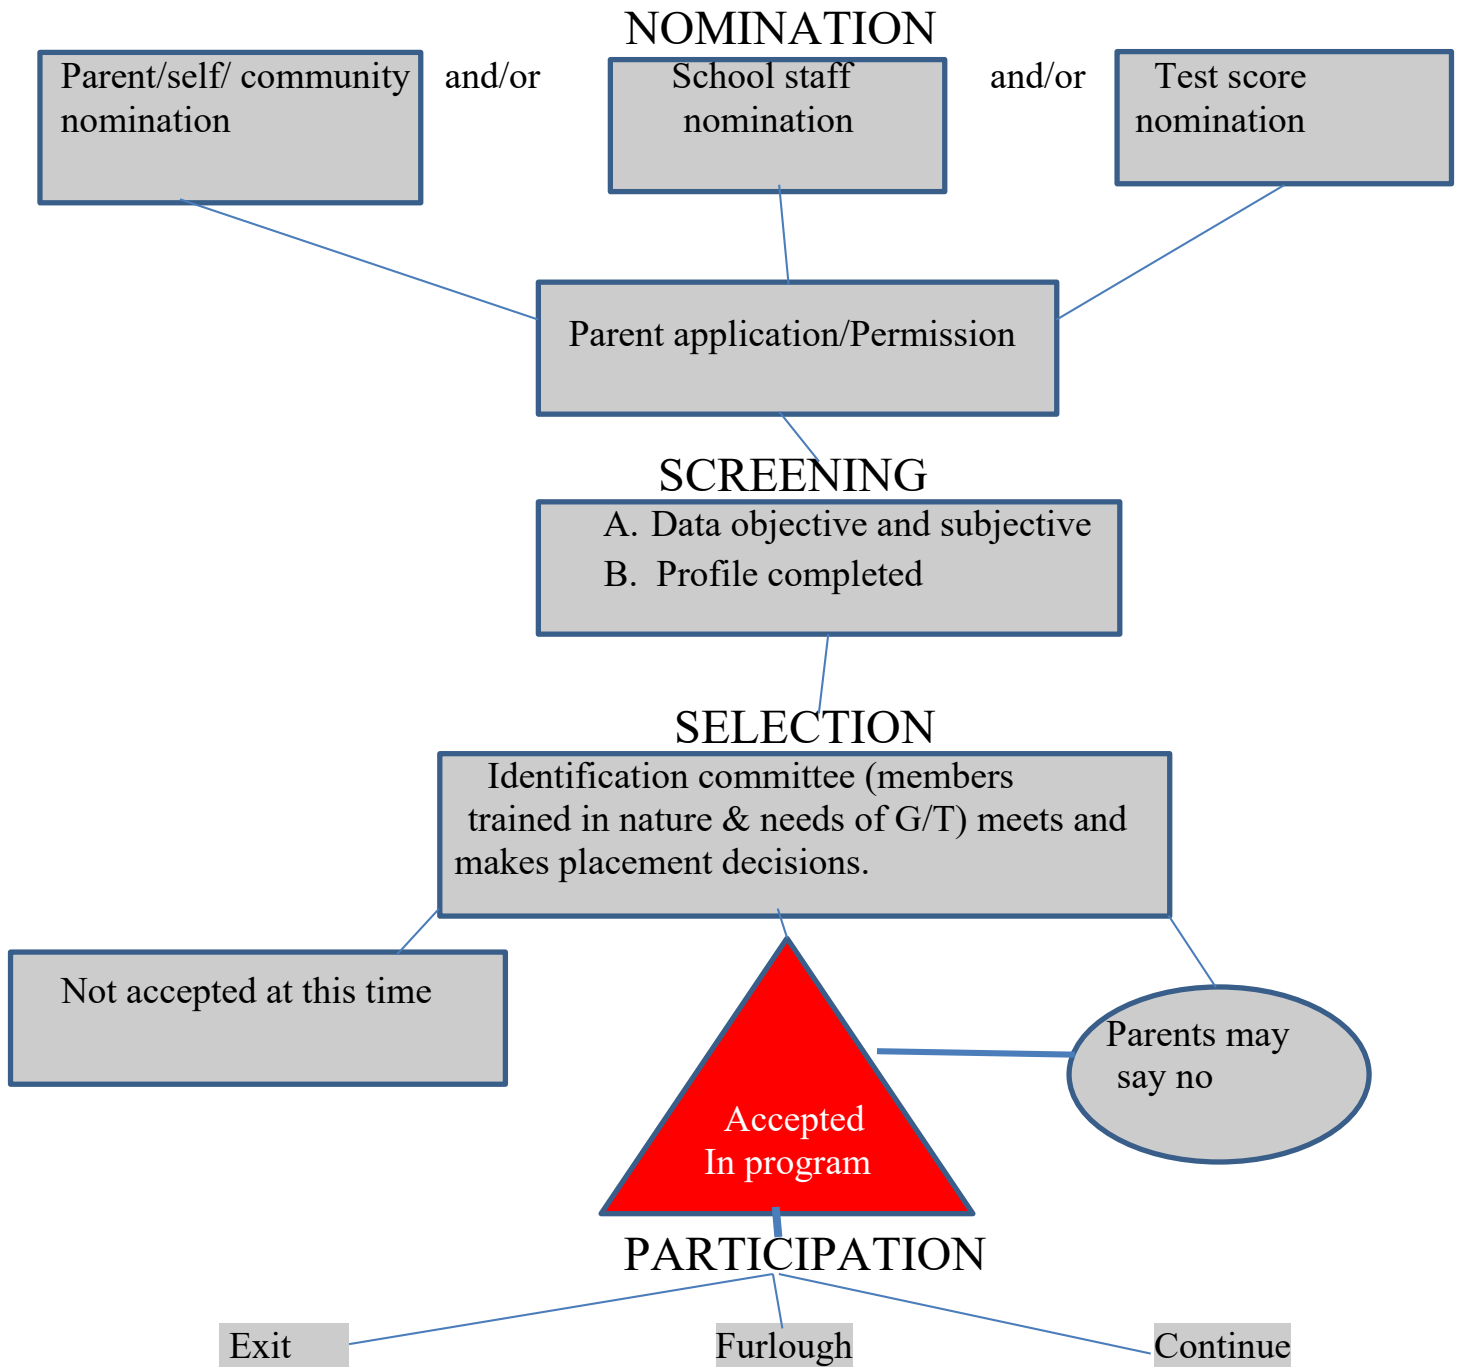 NOMINATION
Parent/self/ community
nomination
and/or
School staff
nomination
and/or
Test score
nomination
Parent application/Permission
SCREENING
A. Data objective and subjective
B. Profile completed
SELECTION
Identification committee (members
trained in nature & needs of G/T) meets and
makes placement decisions.
Not accepted at this time
Accepted
In program
Parents may
say no
PARTICIPATION
Exit
Furlough
Continue